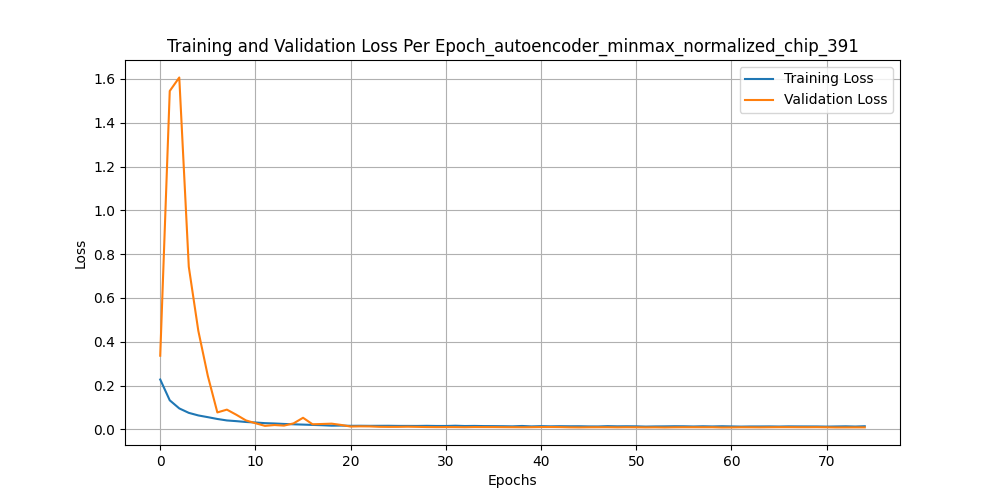 Training and Validation Loss Per Epoch_autoencoder_minmax_normalized_chip_391
Training Loss
Validation Loss
1.6
1.4
1.2
1.0
0.8
0.6
0.4
0.2
0.0
Loss
0 10 20 30 40 50 60 70
Epochs